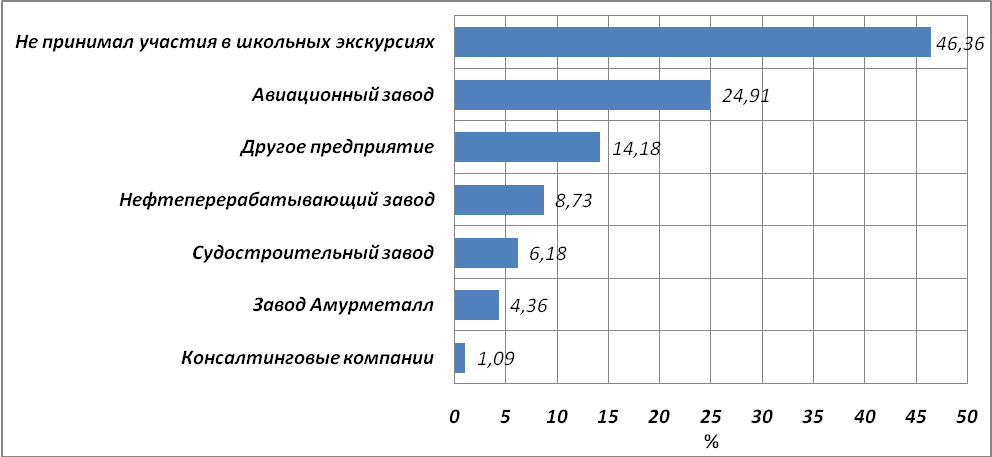 Не принимал участия в школьных экскурсиях 46,36
Авиационный завод 24,91
Другое предприятие 14,18
Нефтеперерабатывающий завод 8,73
Судостроительный завод 6,18
Завод Амурметалл 4,36
Консалтинговые компании 1,09
0 5 10 15 20 25 30 35 40 45 50
%